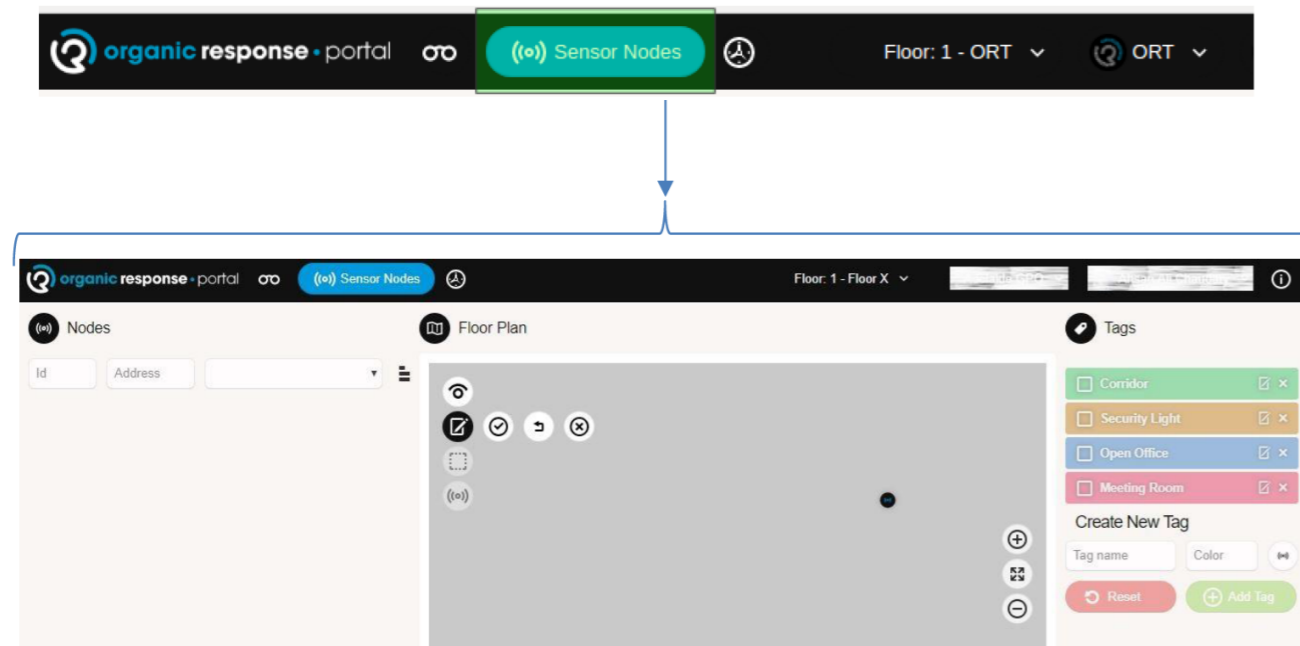 organic response • portal Sensor Nodes Floor: 1 - ORT ORT
organic response • portal Sensor Nodes Floor: 1 - Floor X
Nodes Floor Plan Tags
Id Address
Corridor
Security Light
Open Office
Meeting Room
Create New Tag
Tag name Color
Reset Add Tag